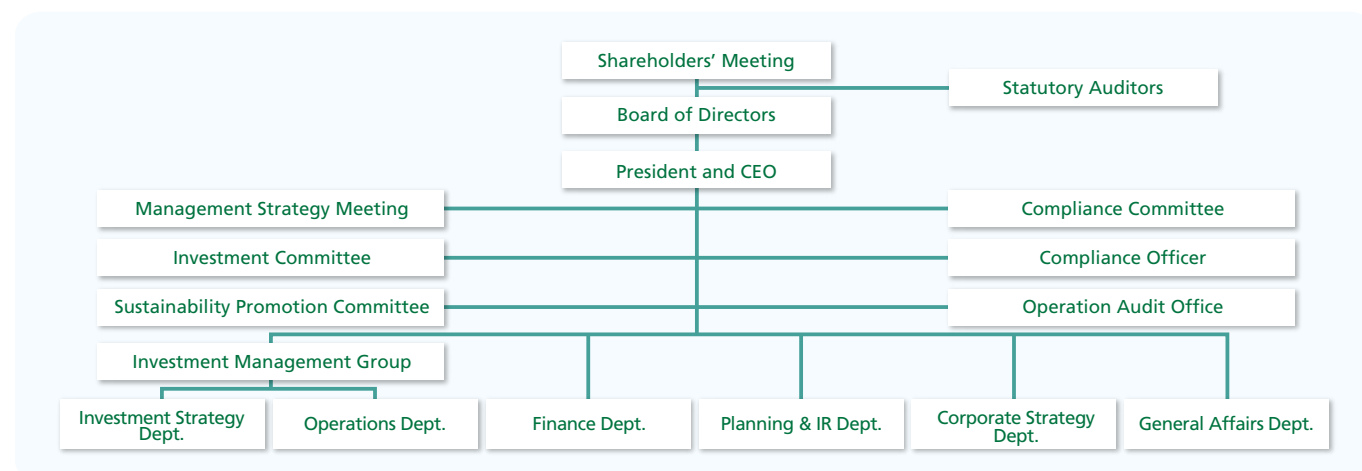 Shareholders’ Meeting
Statutory Auditors
Board of Directors
President and CEO
Management Strategy Meeting
Compliance Committee
Investment Committee
Compliance Officer
Sustainability Promotion Committee
Operation Audit Office
Investment Management Group
Investment Strategy
Dept.
Operations Dept.
Finance Dept.
Planning & IR Dept.
Corporate Strategy
Dept.
General Affairs Dept.